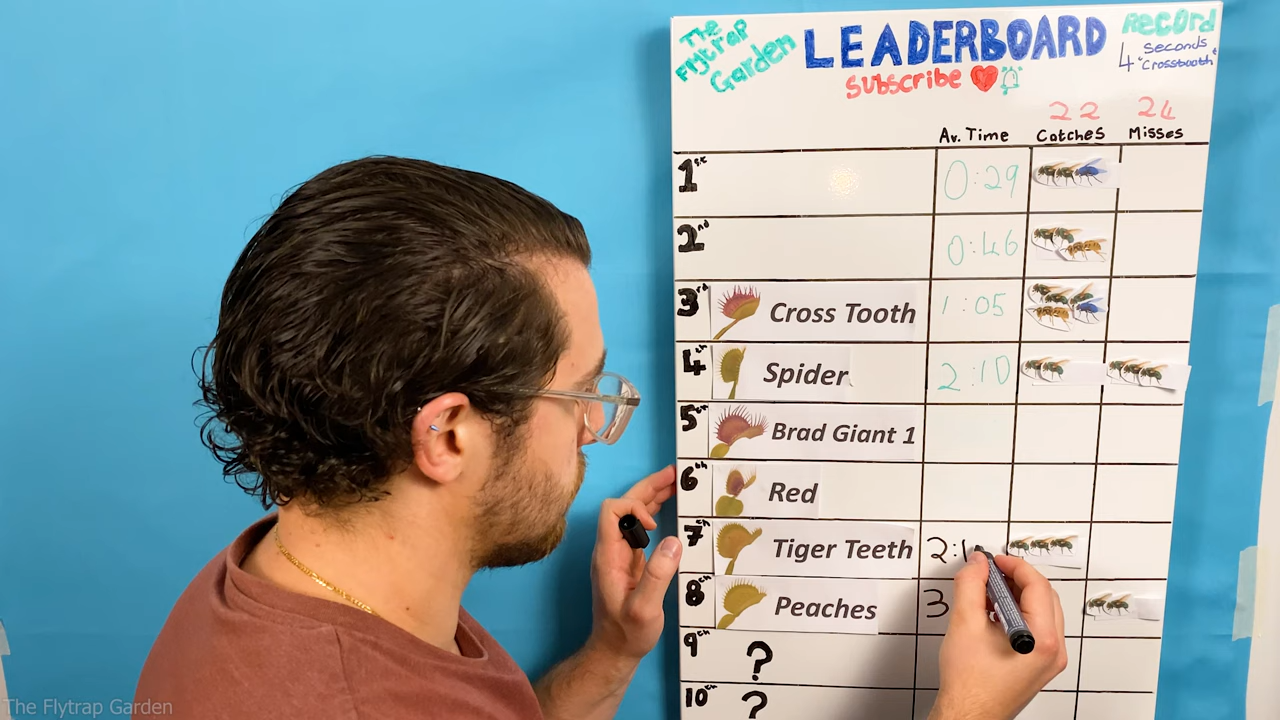 The
Flytrap
Garden
LEADERBOARD
Subscribe
Record
4 seconds
"Crosstooth"
22 24
Av. Time Catches Misses
1st 0:29
2nd 0:46
3rd Cross Tooth 1:05
4th Spider 2:10
5th Brad Giant 1
6th Red
7th Tiger Teeth 2:1
8th Peaches 3
9th ?
10th ?
The Flytrap Garden